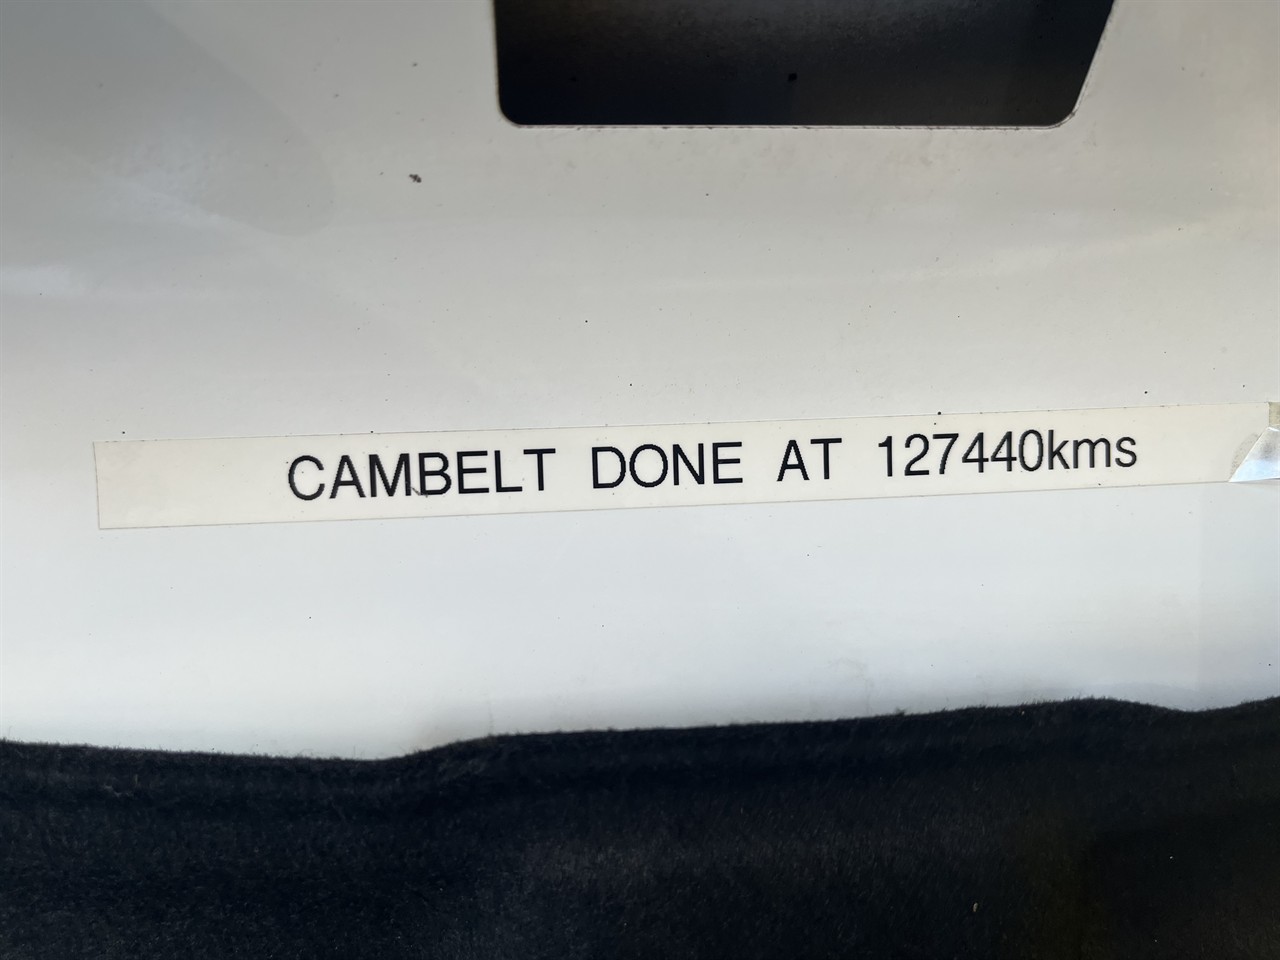 CAMBELT DONE AT 127440kms